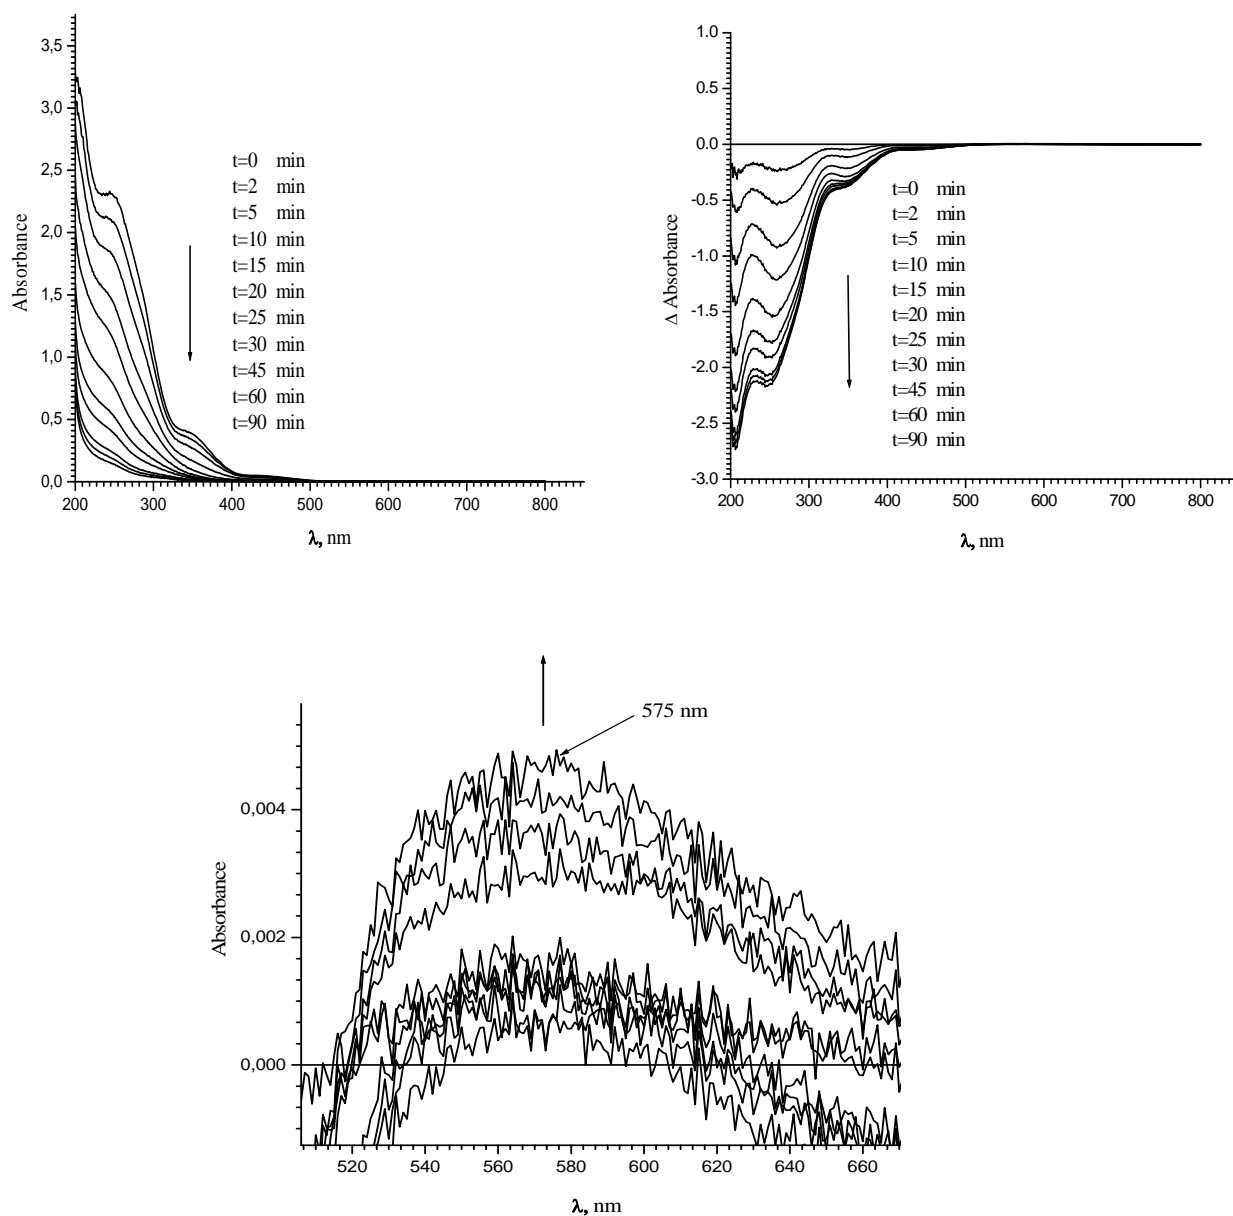 3,5
3,0
2,5
2,0
1,5
1,0
0,5
0,0
Absorbance
t=0 min
t=2 min
t=5 min
t=10 min
t=15 min
t=20 min
t=25 min
t=30 min
t=45 min
t=60 min
t=90 min
200 300 400 500 600 700 800
λ, nm
1.0
0.5
0.0
-0.5
-1.0
-1.5
-2.0
-2.5
-3.0
Δ Absorbance
t=0 min
t=2 min
t=5 min
t=10 min
t=15 min
t=20 min
t=25 min
t=30 min
t=45 min
t=60 min
t=90 min
200 300 400 500 600 700 800
λ, nm
575 nm
0,004
0,002
0,000
Absorbance
520 540 560 580 600 620 640 660
λ, nm